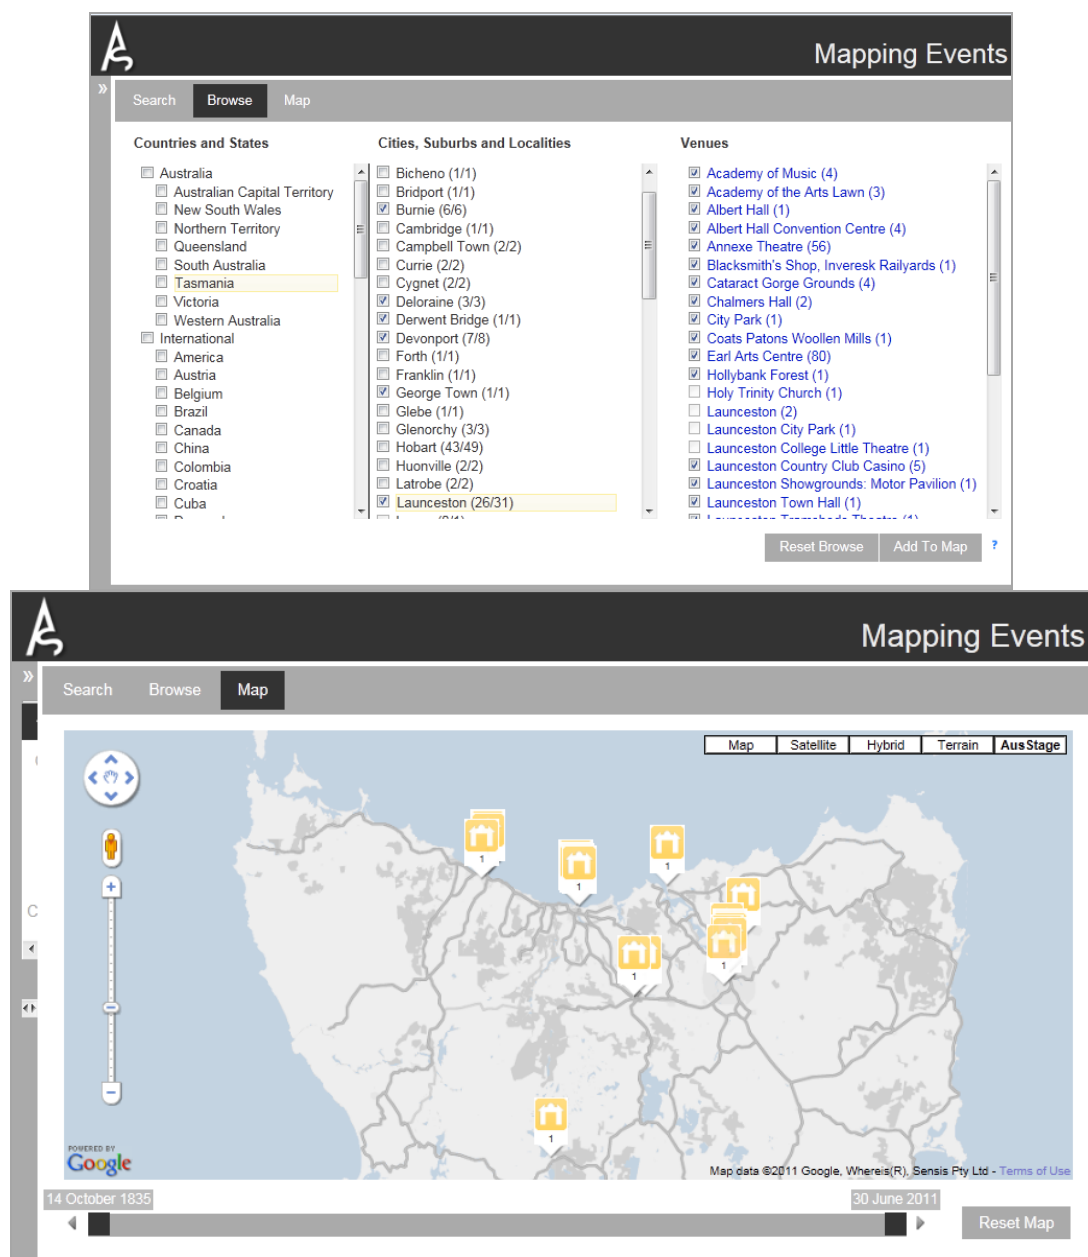 Mapping Events
Search Browse Map
Countries and States
Australia
Australian Capital Territory
New South Wales
Northern Territory
Queensland
South Australia
Tasmania
Victoria
Western Australia
International
America
Austria
Belgium
Brazil
Canada
China
Colombia
Croatia
Cuba
Cities, Suburbs and Localities
Bicheno (1/1)
Bridport (1/1)
Burnie (6/6)
Cambridge (1/1)
Campbell Town (2/2)
Currie (2/2)
Cygnet (2/2)
Deloraine (3/3)
Derwent Bridge (1/1)
Devonport (7/8)
Forth (1/1)
Franklin (1/1)
George Town (1/1)
Glebe (1/1)
Glenorchy (3/3)
Hobart (43/49)
Huonville (2/2)
Latrobe (2/2)
Launceston (26/31)
Venues
Academy of Music (4)
Academy of the Arts Lawn (3)
Albert Hall (1)
Albert Hall Convention Centre (4)
Annexe Theatre (56)
Blacksmith's Shop, Inveresk Railyards (1)
Cataract Gorge Grounds (4)
Chalmers Hall (2)
City Park (1)
Coats Patons Woollen Mills (1)
Earl Arts Centre (80)
Hollybank Forest (1)
Holy Trinity Church (1)
Launceston (2)
Launceston City Park (1)
Launceston College Little Theatre (1)
Launceston Country Club Casino (5)
Launceston Showgrounds: Motor Pavilion (1)
Launceston Town Hall (1)
Launceston Tramsheds Theatre (1)
Reset Browse Add To Map ?
Mapping Events
Search Browse Map
Map Satellite Hybrid Terrain AusStage
1
1
1
1
1
1
POWERED BY
Google
Map data ©2011 Google, Whereis(R), Sensis Pty Ltd - Terms of Use
14 October 1835 30 June 2011
Reset Map